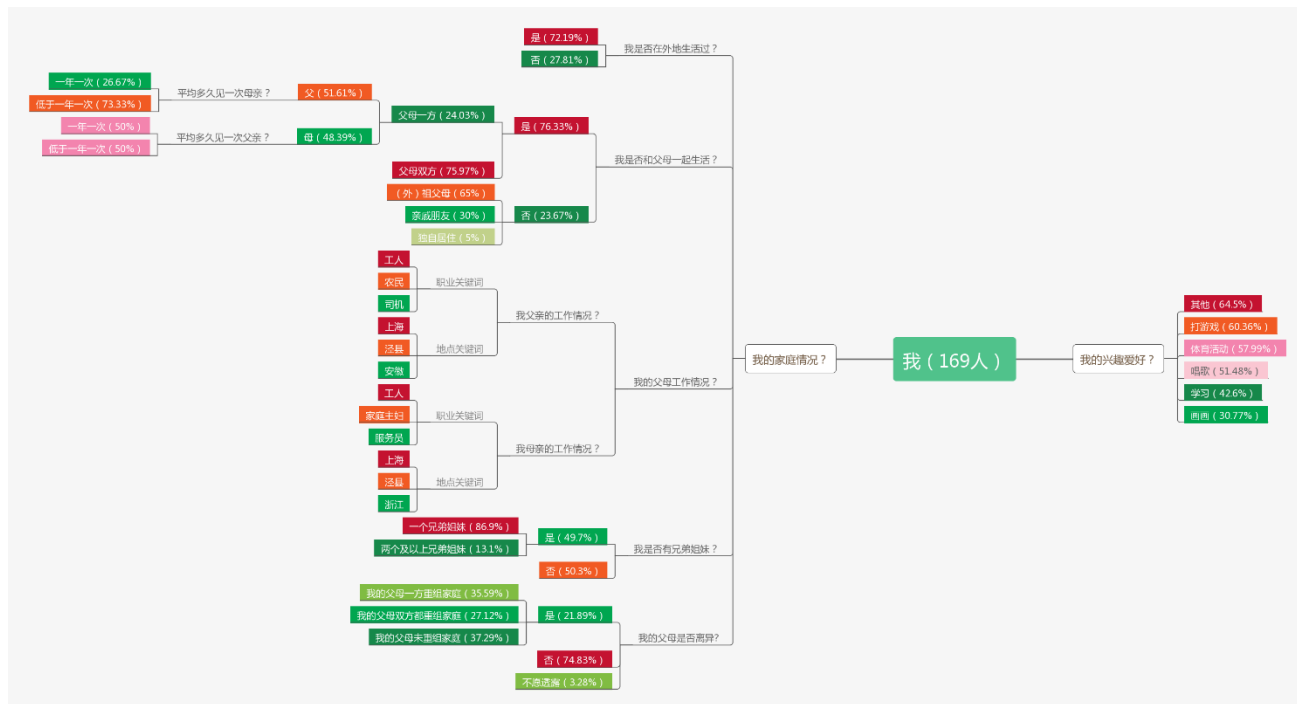 我（169人）
我的家庭情况？
我是否在外地生活过？
是（72.19%）
否（27.81%）
我是否和父母一起生活？
是（76.33%）
父母一方（24.03%）
父（51.61%）
平均多久见一次母亲？
一年一次（26.67%）
低于一年一次（73.33%）
母（48.39%）
平均多久见一次父亲？
一年一次（50%）
低于一年一次（50%）
父母双方（75.97%）
否（23.67%）
（外）祖父母（65%）
亲戚朋友（30%）
独自居住（5%）
我的父母工作情况？
我父亲的工作情况？
职业关键词
工人
农民
司机
地点关键词
上海
泾县
安徽
我母亲的工作情况？
职业关键词
工人
家庭主妇
服务员
地点关键词
上海
泾县
浙江
我是否有兄弟姐妹？
是（49.7%）
一个兄弟姐妹（86.9%）
两个及以上兄弟姐妹（13.1%）
否（50.3%）
我的父母是否离异?
是（21.89%）
我的父母一方重组家庭（35.59%）
我的父母双方都重组家庭（27.12%）
我的父母未重组家庭（37.29%）
否（74.83%）
不愿透露（3.28%）
我的兴趣爱好？
其他（64.5%）
打游戏（60.36%）
体育活动（57.99%）
唱歌（51.48%）
学习（42.6%）
画画（30.77%）